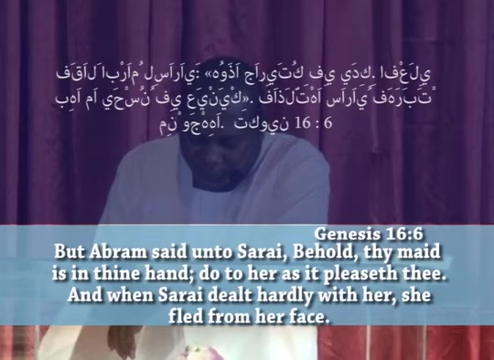 فَقَالَ اَبْرَامُ لِسَارَايَ: «هُوَذَا جَارِيَتُكِ فِي يَدِكِ. افْعَلِي
بِهَا مَا يَحْسُنُ فِي عَيْنَيْكِ». فَأَذَلَّتْهَا سَارَايُ فَهَرَبَتْ
مِنْ وَجْهِهَا. تكوين 16 : 6
Genesis 16:6
But Abram said unto Sarai, Behold, thy maid
is in thine hand; do to her as it pleaseth thee.
And when Sarai dealt hardly with her, she
fled from her face.